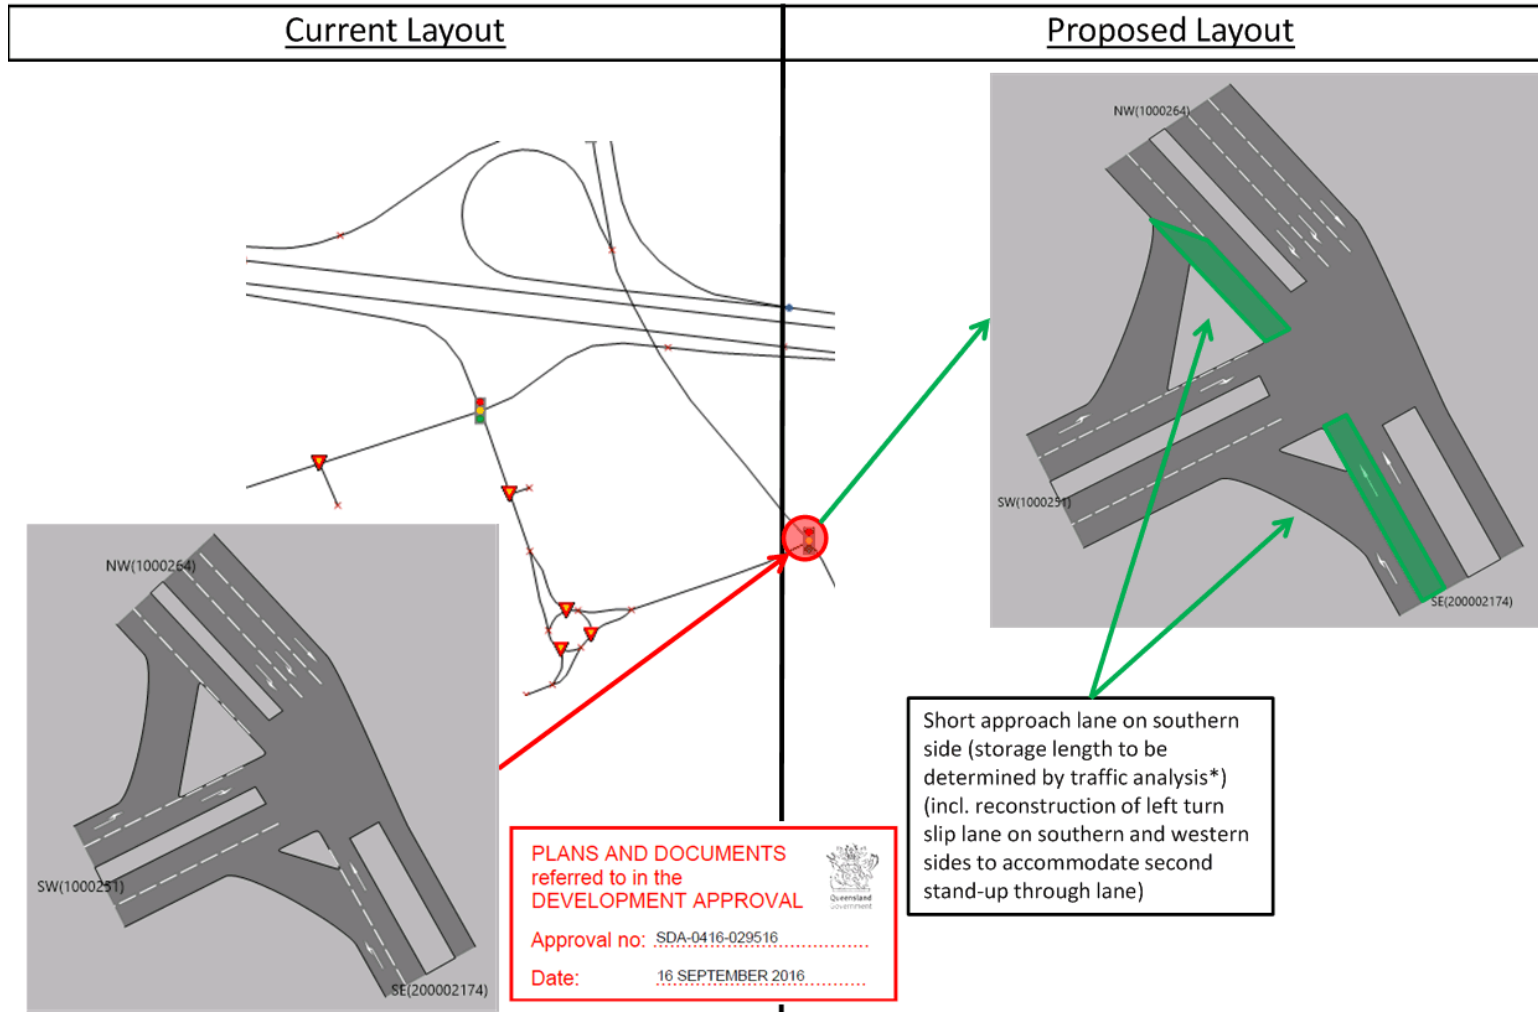 Current Layout
Proposed Layout
NW(1000264)
SW(1000251)
SE(200002174)
NW(1000264)
SW(1000251)
SE(200002174)
Short approach lane on southern
side (storage length to be
determined by traffic analysis*)
(incl. reconstruction of left turn
slip lane on southern and western
sides to accommodate second
stand-up through lane)
PLANS AND DOCUMENTS
referred to in the
DEVELOPMENT APPROVAL
Queensland
Government
Approval no: SDA-0416-029516
Date: 16 SEPTEMBER 2016